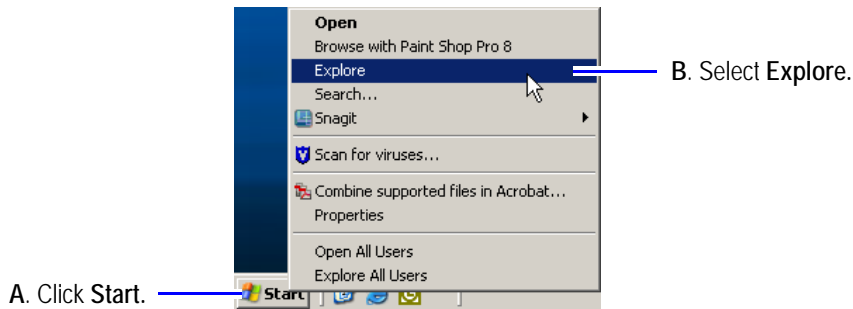 Open
Browse with Paint Shop Pro 8
Explore
B. Select Explore.
Search...
Snagit
Scan for viruses...
Combine supported files in Acrobat...
Properties
Open All Users
Explore All Users
A. Click Start.
Start